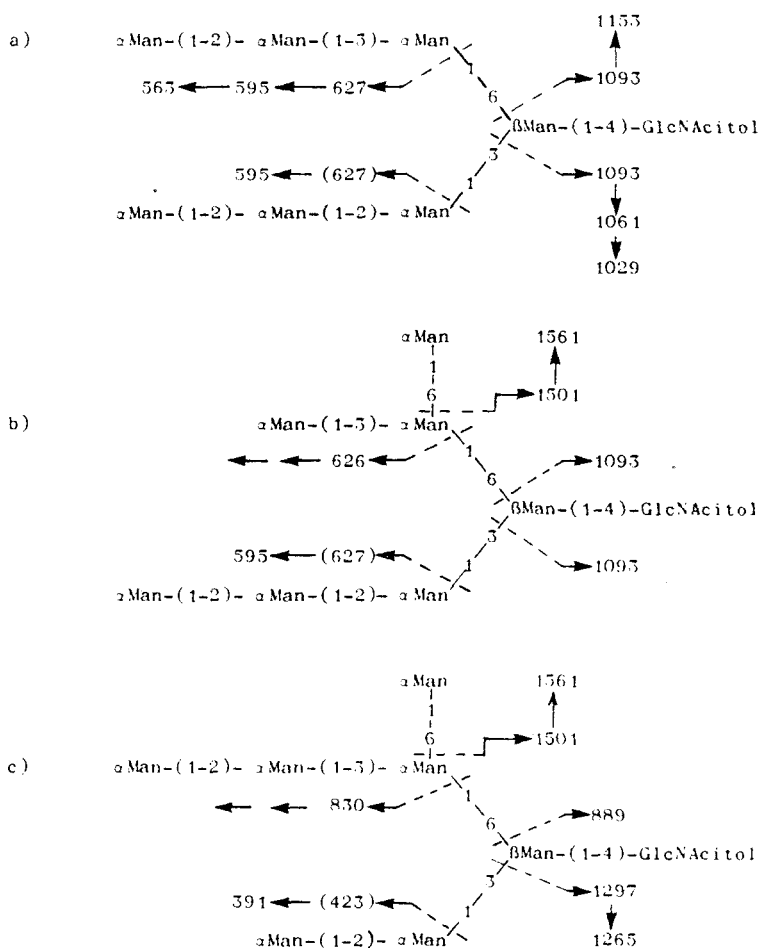 a) αMan-(1-2)- αMan-(1-3)- αMan 1153
1
563 595 627 6 1093
βMan-(1-4)-GlcNAcitol
595 (627) 3 1093
1
αMan-(1-2)- αMan-(1-2)- αMan 1061
1029
αMan 1561
1
6 1501
b) αMan-(1-3)- αMan
626 1 1093
6
βMan-(1-4)-GlcNAcitol
3
595 (627) 1 1093
αMan-(1-2)- αMan-(1-2)- αMan
αMan 1561
1
6 1501
c) αMan-(1-2)- αMan-(1-3)- αMan
830 1 889
6
βMan-(1-4)-GlcNAcitol
3
391 (423) 1 1297
αMan-(1-2)- αMan 1265